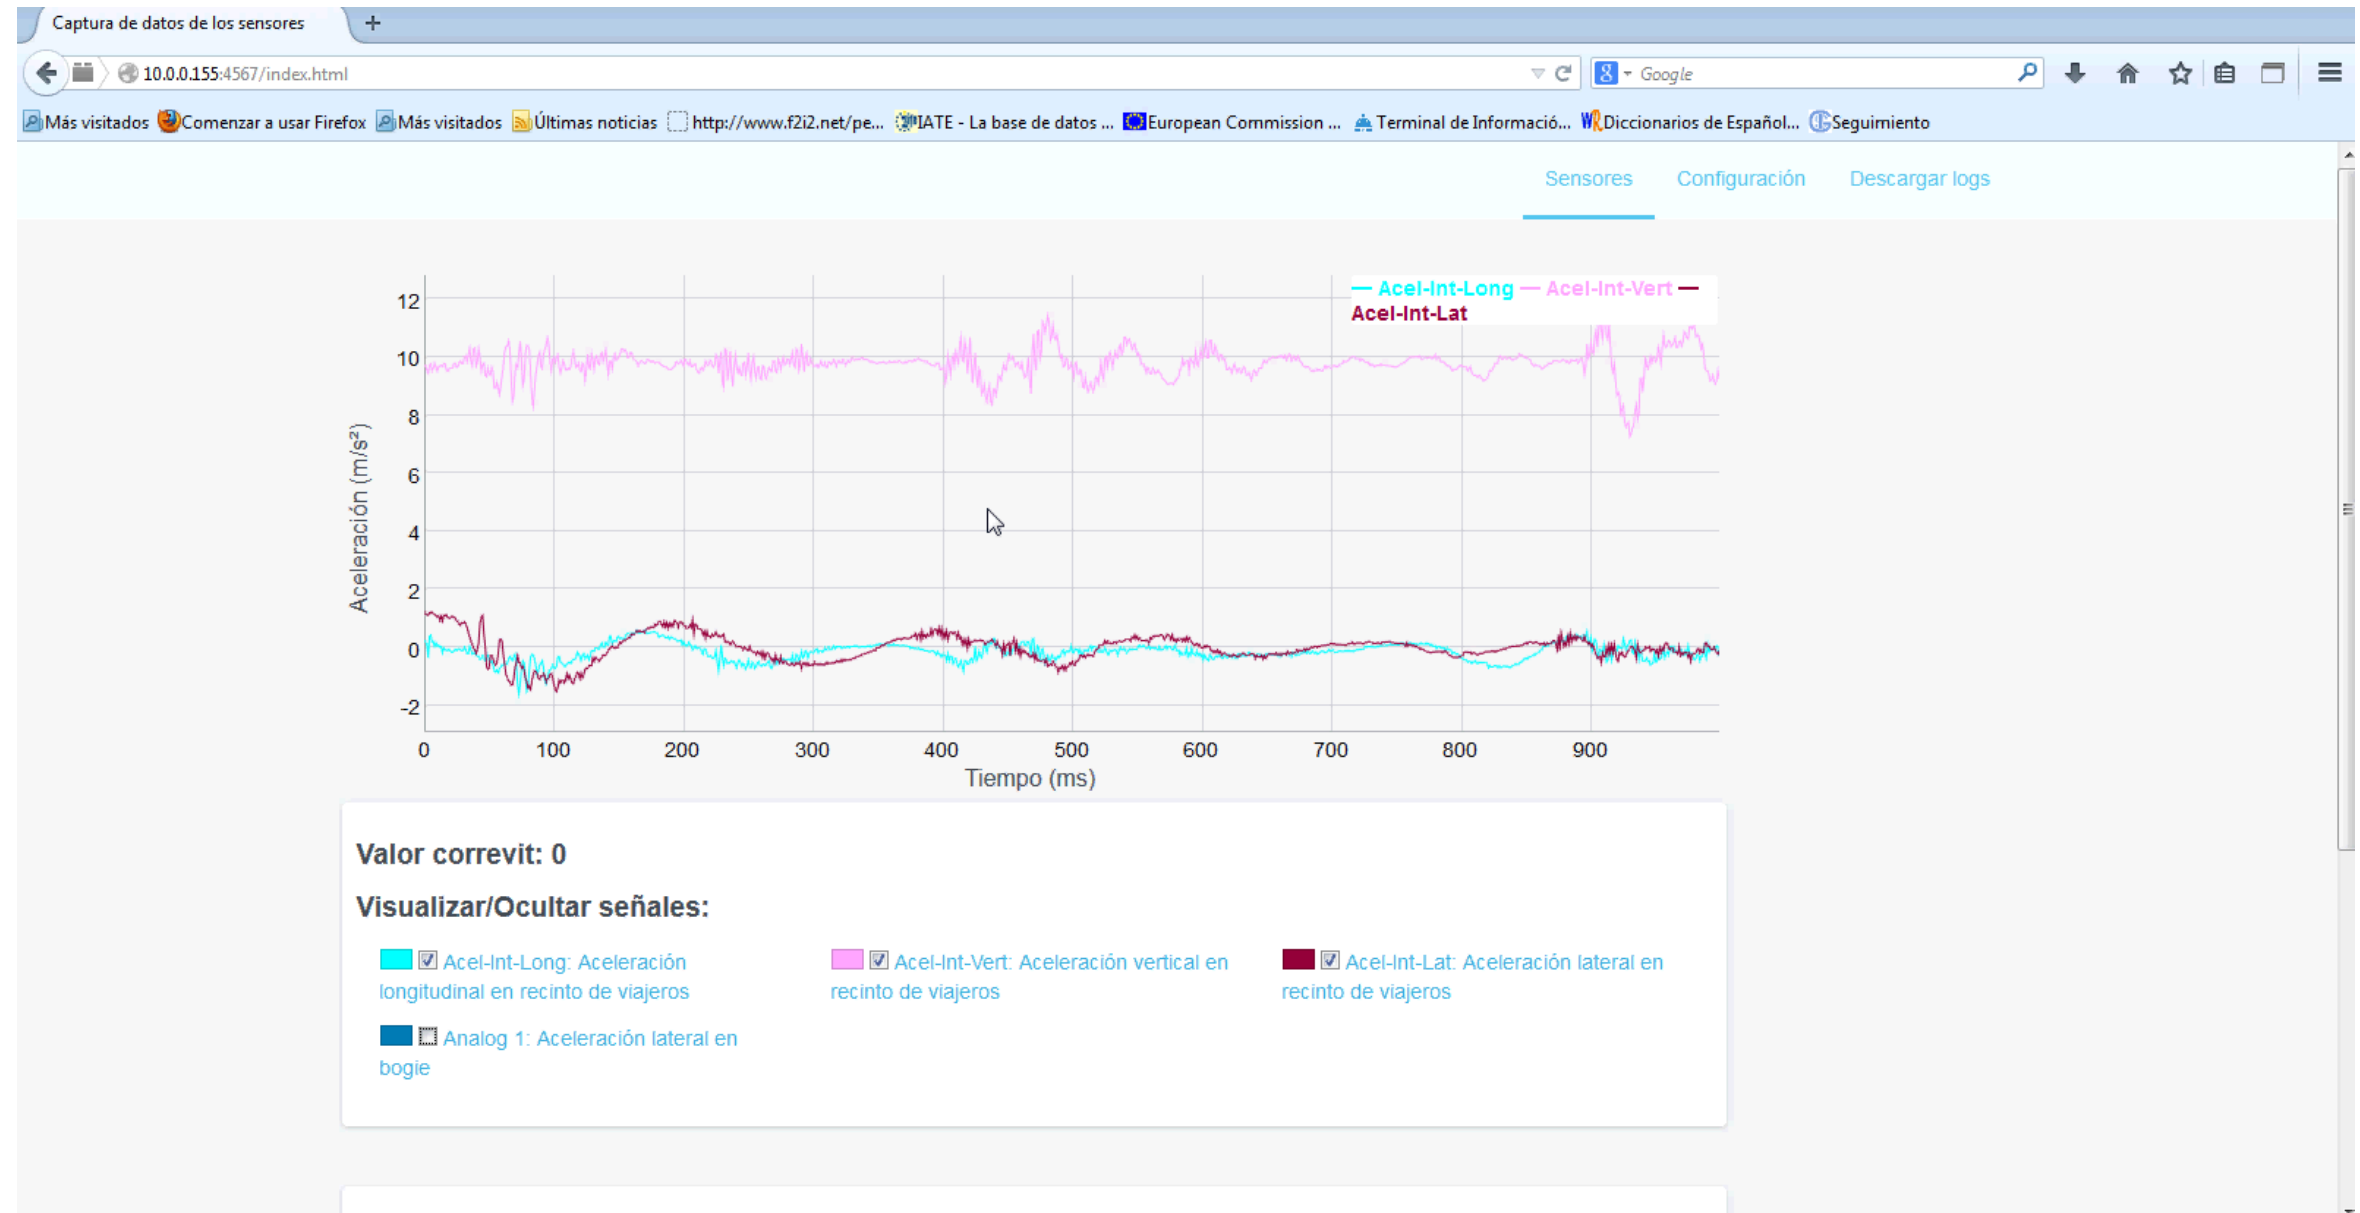 Captura de datos de los sensores +
10.0.0.155:4567/index.html
8 Google
Más visitados Comenzar a usar Firefox Más visitados Últimas noticias http://www.f2i2.net/pe... IATE - La base de datos ... European Commission ... Terminal de Informació... Diccionarios de Español... Seguimiento
Sensores Configuración Descargar logs
Acel-Int-Long Acel-Int-Vert
Acel-Int-Lat
12
10
8
6
4
2
0
-2
Aceleración (m/s²)
0 100 200 300 400 500 600 700 800 900
Tiempo (ms)
Valor correvit: 0
Visualizar/Ocultar señales:
Acel-Int-Long: Aceleración
longitudinal en recinto de viajeros
Acel-Int-Vert: Aceleración vertical en
recinto de viajeros
Acel-Int-Lat: Aceleración lateral en
recinto de viajeros
Analog 1: Aceleración lateral en
bogie